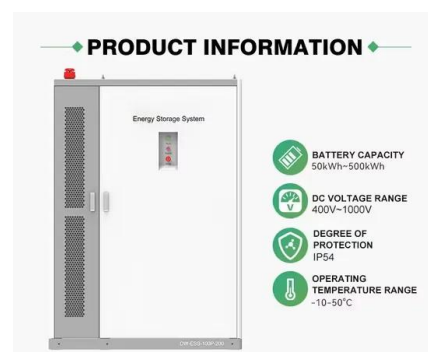 PRODUCT INFORMATION
Energy Storage System
BATTERY CAPACITY
50kWh~500kWh
V
DC VOLTAGE RANGE
400V~1000V
DEGREE OF
PROTECTION
IP54
OPERATING
TEMPERATURE RANGE
-10-50°C